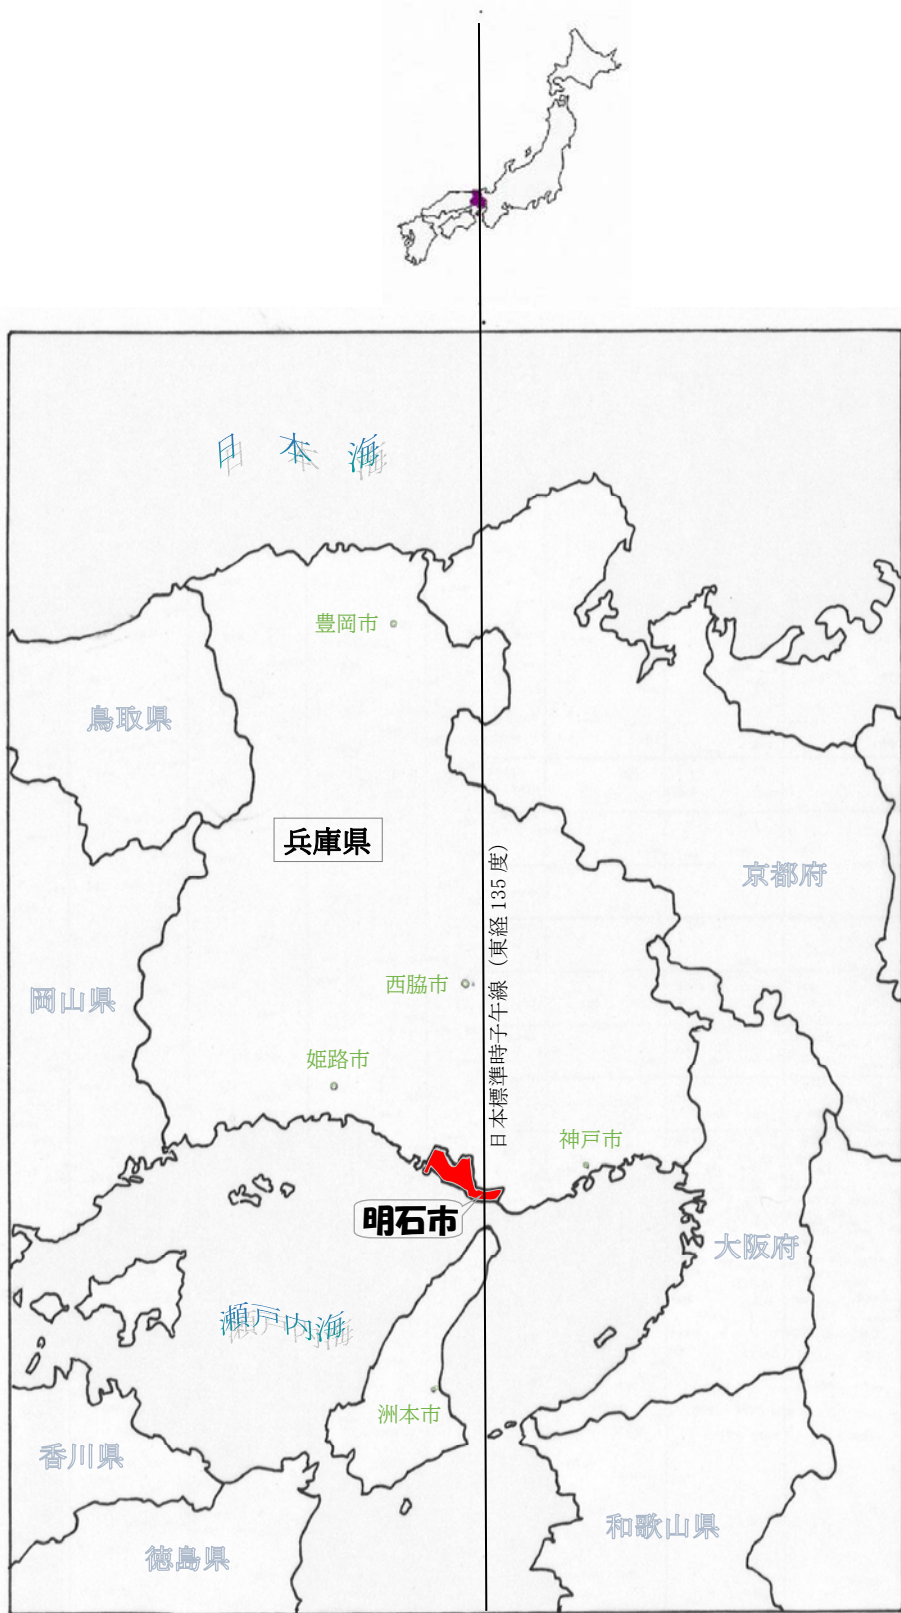 日本海
豊岡市
鳥取県
兵庫県
京都府
日本標準時子午線（東経135度）
西脇市
岡山県
姫路市
神戸市
明石市
大阪府
瀬戸内海
洲本市
香川県
和歌山県
徳島県